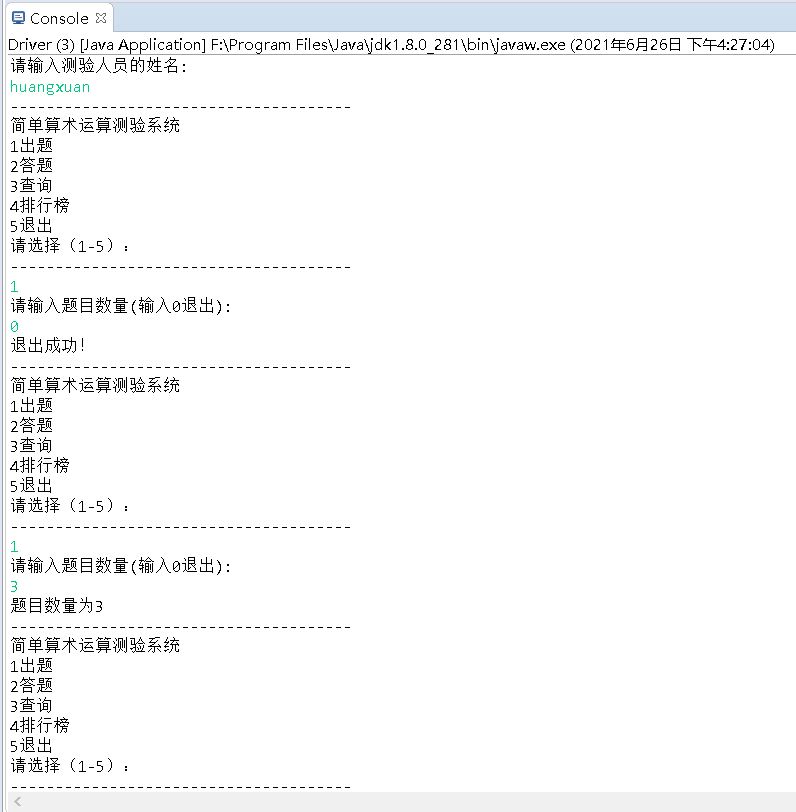 Console
Driver (3) [Java Application] F:\Program Files\Java\jdk1.8.0_281\bin\javaw.exe (2021年6月26日 下午4:27:04)
请输入测验人员的姓名:
huangxuan
--------------------------------------
简单算术运算测验系统
1出题
2答题
3查询
4排行榜
5退出
请选择（1-5）：
--------------------------------------
1
请输入题目数量(输入0退出):
0
退出成功!
--------------------------------------
简单算术运算测验系统
1出题
2答题
3查询
4排行榜
5退出
请选择（1-5）：
--------------------------------------
1
请输入题目数量(输入0退出):
3
题目数量为3
--------------------------------------
简单算术运算测验系统
1出题
2答题
3查询
4排行榜
5退出
请选择（1-5）：
--------------------------------------